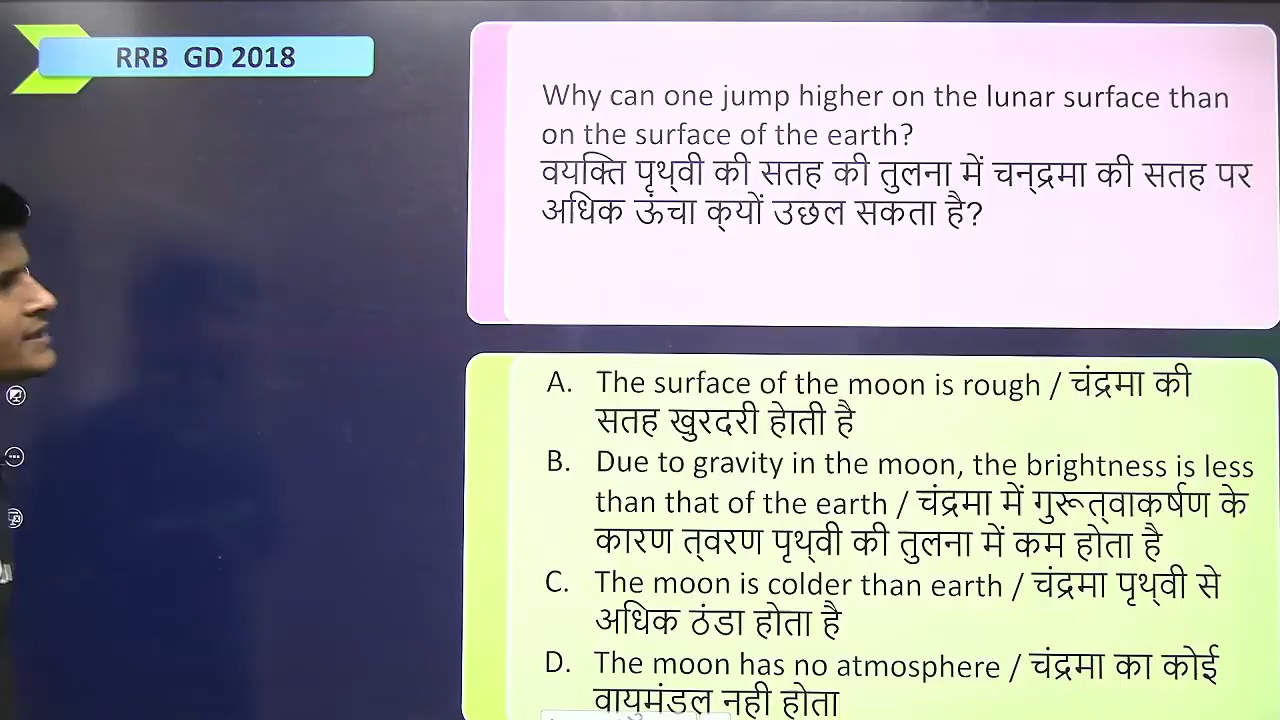 RRB GD 2018
Why can one jump higher on the lunar surface than
on the surface of the earth?
वयक्ति पृथ्‍वी की सतह की तुलना में चन्‍द्रमा की सतह पर
अधिक ऊंचा क्‍यों उछल सकता है?
A. The surface of the moon is rough / चंद्रमा की
सतह खुरदरी हेाती है
B. Due to gravity in the moon, the brightness is less
than that of the earth / चंद्रमा में गुरूत्‍वाकर्षण के
कारण त्‍वरण पृथ्‍वी की तुलना में कम होता है
C. The moon is colder than earth / चंद्रमा पृथ्‍वी से
अधिक ठंडा होता है
D. The moon has no atmosphere / चंद्रमा का कोई
वायुमंडल नही होता